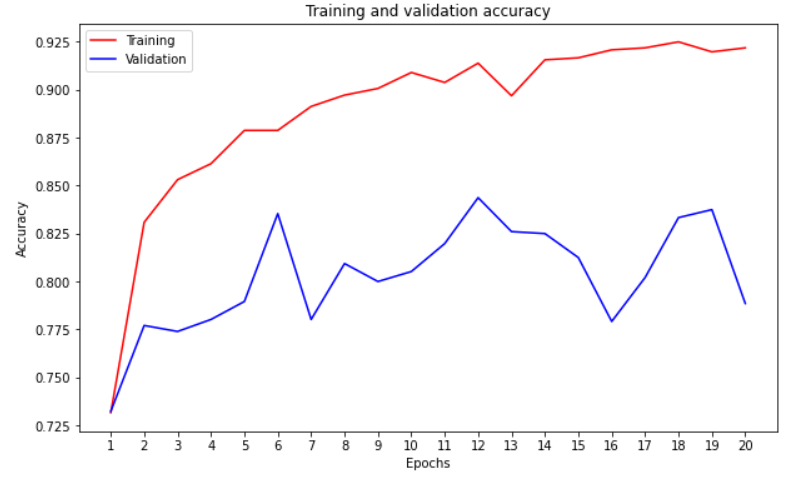 Training and validation accuracy
Training
Validation
0.925
0.900
0.875
0.850
0.825
0.800
0.775
0.750
0.725
Accuracy
1 2 3 4 5 6 7 8 9 10 11 12 13 14 15 16 17 18 19 20
Epochs